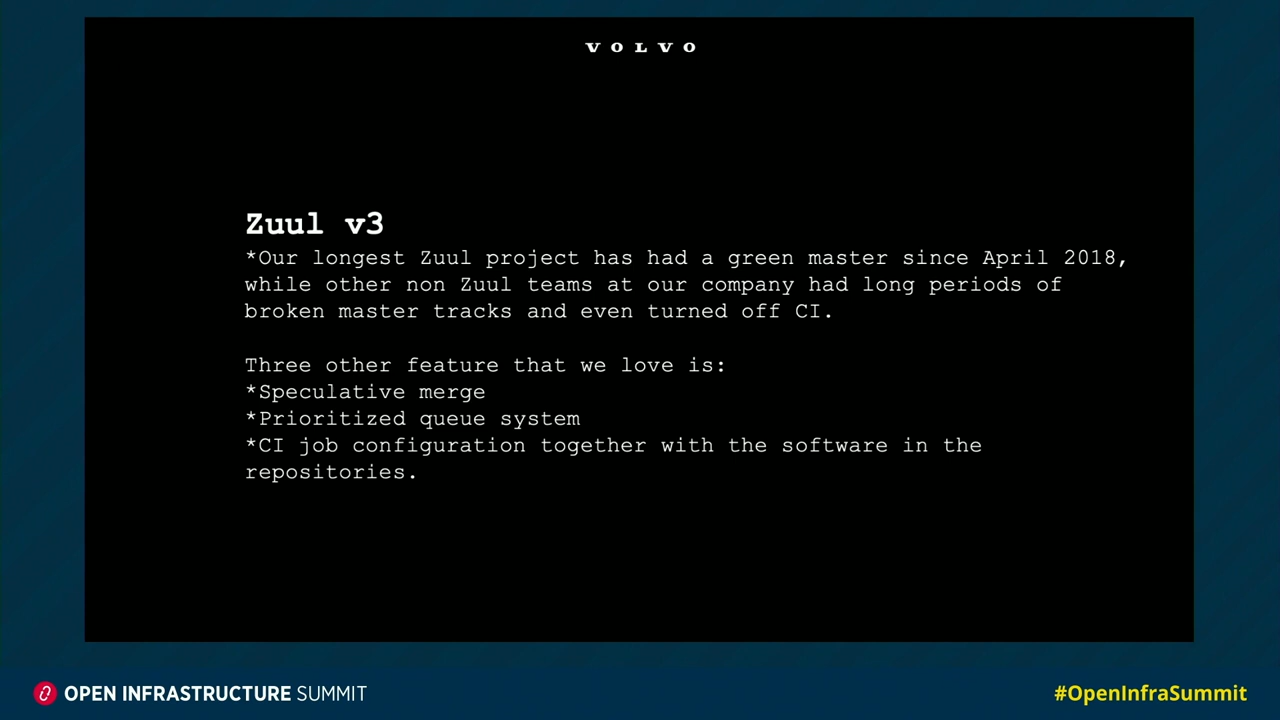 VOLVO
Zuul v3
*Our longest Zuul project has had a green master since April 2018,
while other non Zuul teams at our company had long periods of
broken master tracks and even turned off CI.
Three other feature that we love is:
*Speculative merge
*Prioritized queue system
*CI job configuration together with the software in the
repositories.
OPEN INFRASTRUCTURE SUMMIT
#OpenInfraSummit